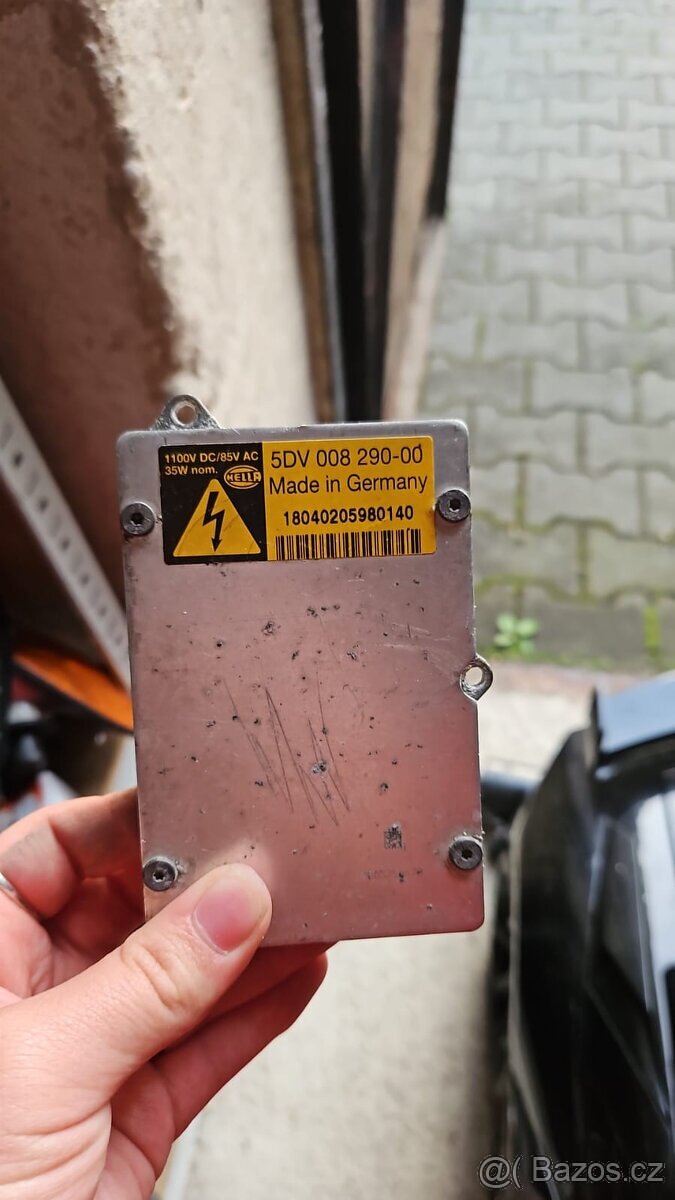 1100V DC/85V AC
35W nom.
HELLA
5DV 008 290-00
Made in Germany
18040205980140
@( Bazos.cz